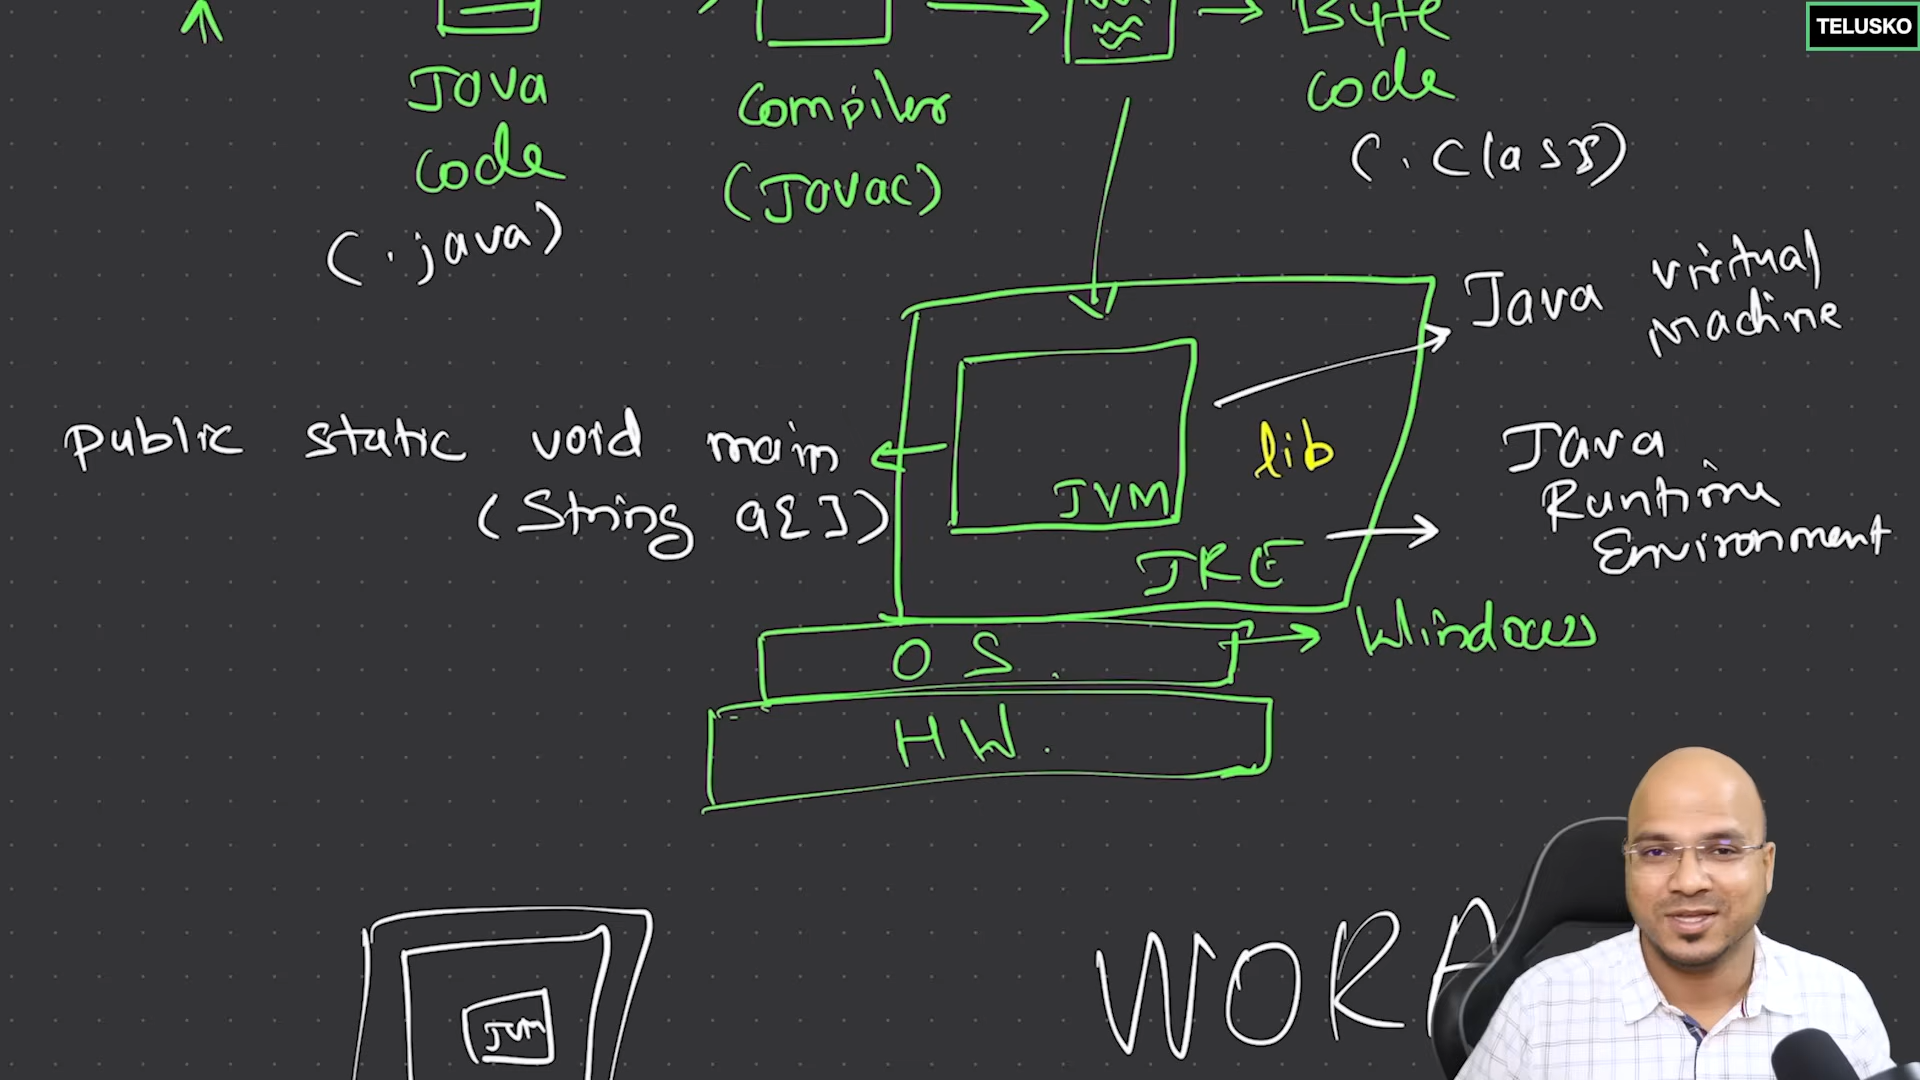 TELUSKO
Byte
code
(.Class)
Java
code
(.java)
Compiler
(Javac)
Java Virtual
Machine
public static void main
(String a[])
lib
JVM
Java
Runtime
Environment
JRE
OS.
Windows
HW.
JVM
WORA